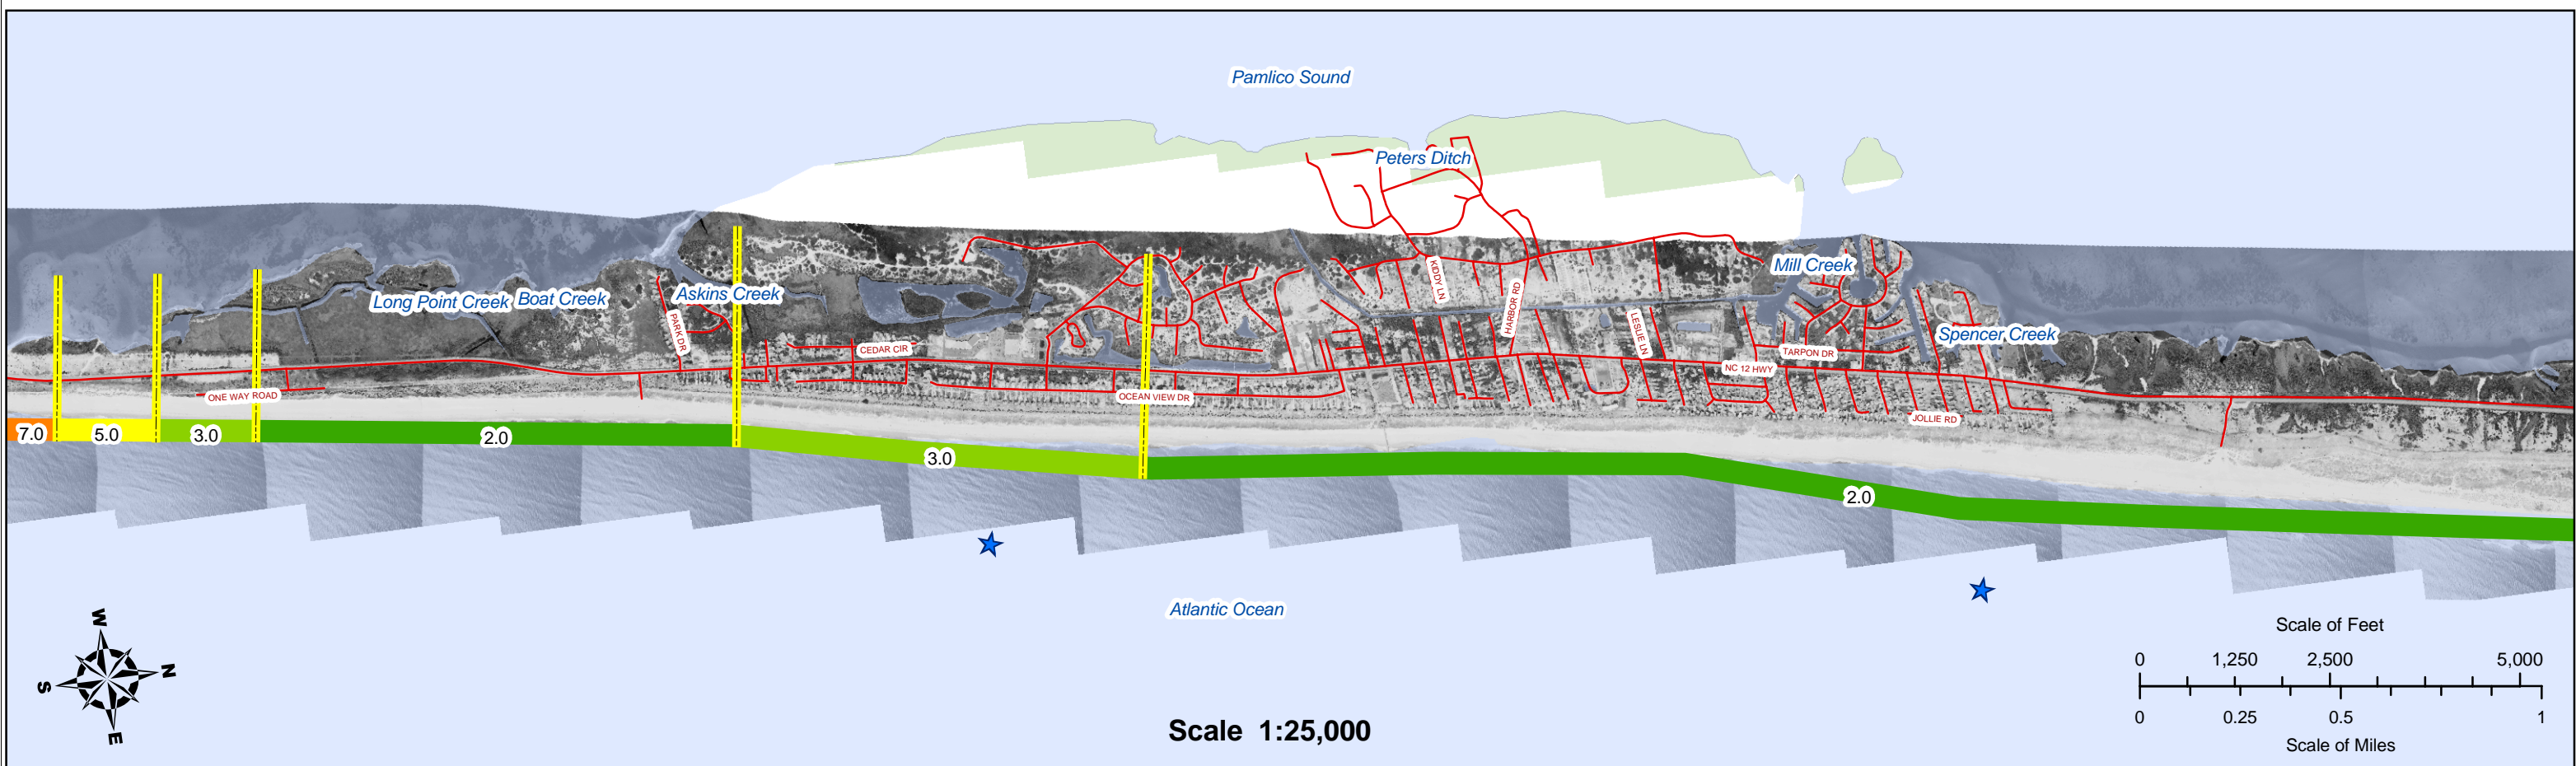 Pamlico Sound
Peters Ditch
Mill Creek
KIDDY LN
HARBOR RD
Long Point Creek
Boat Creek
Askins Creek
PARK DR
CEDAR CIR
LESLIE LN
TARPON DR
Spencer Creek
NC 12 HWY
ONE WAY ROAD
OCEAN VIEW DR
JOLLIE RD
7.0
5.0
3.0
2.0
3.0
2.0
Atlantic Ocean
W
N
S
E
Scale 1:25,000
Scale of Feet
0 1,250 2,500 5,000
0 0.25 0.5 1
Scale of Miles